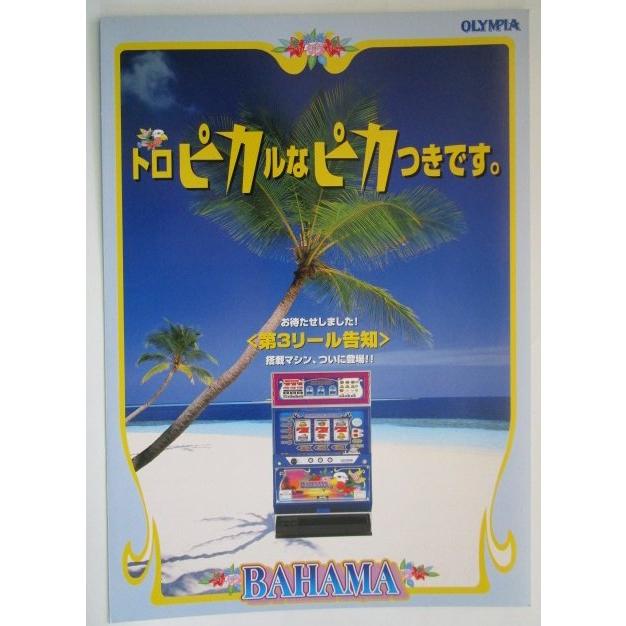 OLYMPIA
トロピカルなピカつきです。
お待たせしました!
<第3リール告知>
搭載マシン、ついに登場!!
BAHAMA
BAHAMA